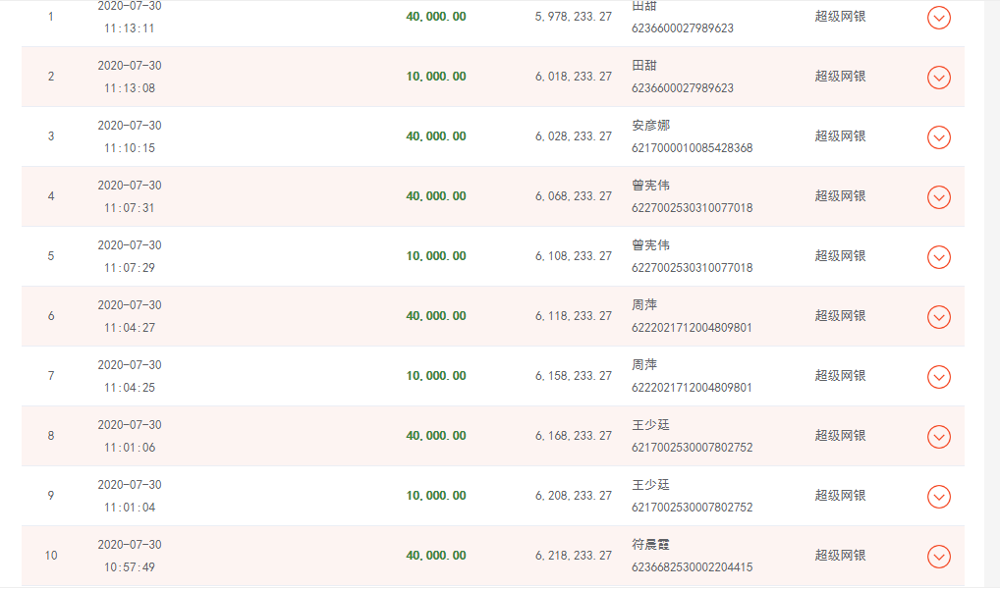 1 2020-07-30 40,000.00 5,978,233.27 田甜 超级网银
11:13:11 6236600027989623
2 2020-07-30 10,000.00 6,018,233.27 田甜 超级网银
11:13:08 6236600027989623
3 2020-07-30 40,000.00 6,028,233.27 安彦娜 超级网银
11:10:15 6217000010085428368
4 2020-07-30 40,000.00 6,068,233.27 曾宪伟 超级网银
11:07:31 6227002530310077018
5 2020-07-30 10,000.00 6,108,233.27 曾宪伟 超级网银
11:07:29 6227002530310077018
6 2020-07-30 40,000.00 6,118,233.27 周萍 超级网银
11:04:27 6222021712004809801
7 2020-07-30 10,000.00 6,158,233.27 周萍 超级网银
11:04:25 6222021712004809801
8 2020-07-30 40,000.00 6,168,233.27 王少廷 超级网银
11:01:06 6217002530007802752
9 2020-07-30 10,000.00 6,208,233.27 王少廷 超级网银
11:01:04 6217002530007802752
10 2020-07-30 40,000.00 6,218,233.27 符晨霞 超级网银
10:57:49 6236682530002204415